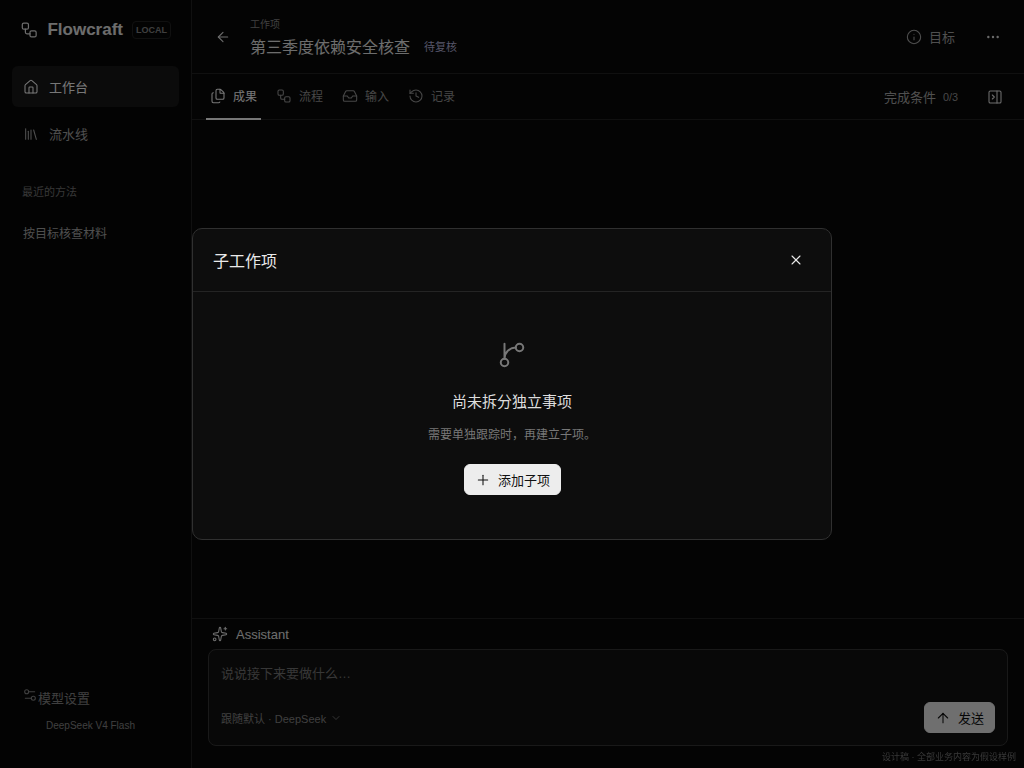 Flowcraft LOCAL
工作台
流水线
最近的方法
按目标核查材料
模型设置
DeepSeek V4 Flash
工作项
第三季度依赖安全核查 待复核
目标
成果 流程 输入 记录
完成条件 0/3
子工作项
尚未拆分独立事项
需要单独跟踪时，再建立子项。
添加子项
Assistant
说说接下来要做什么…
跟随默认 · DeepSeek
发送
设计稿 · 全部业务内容为假设样例